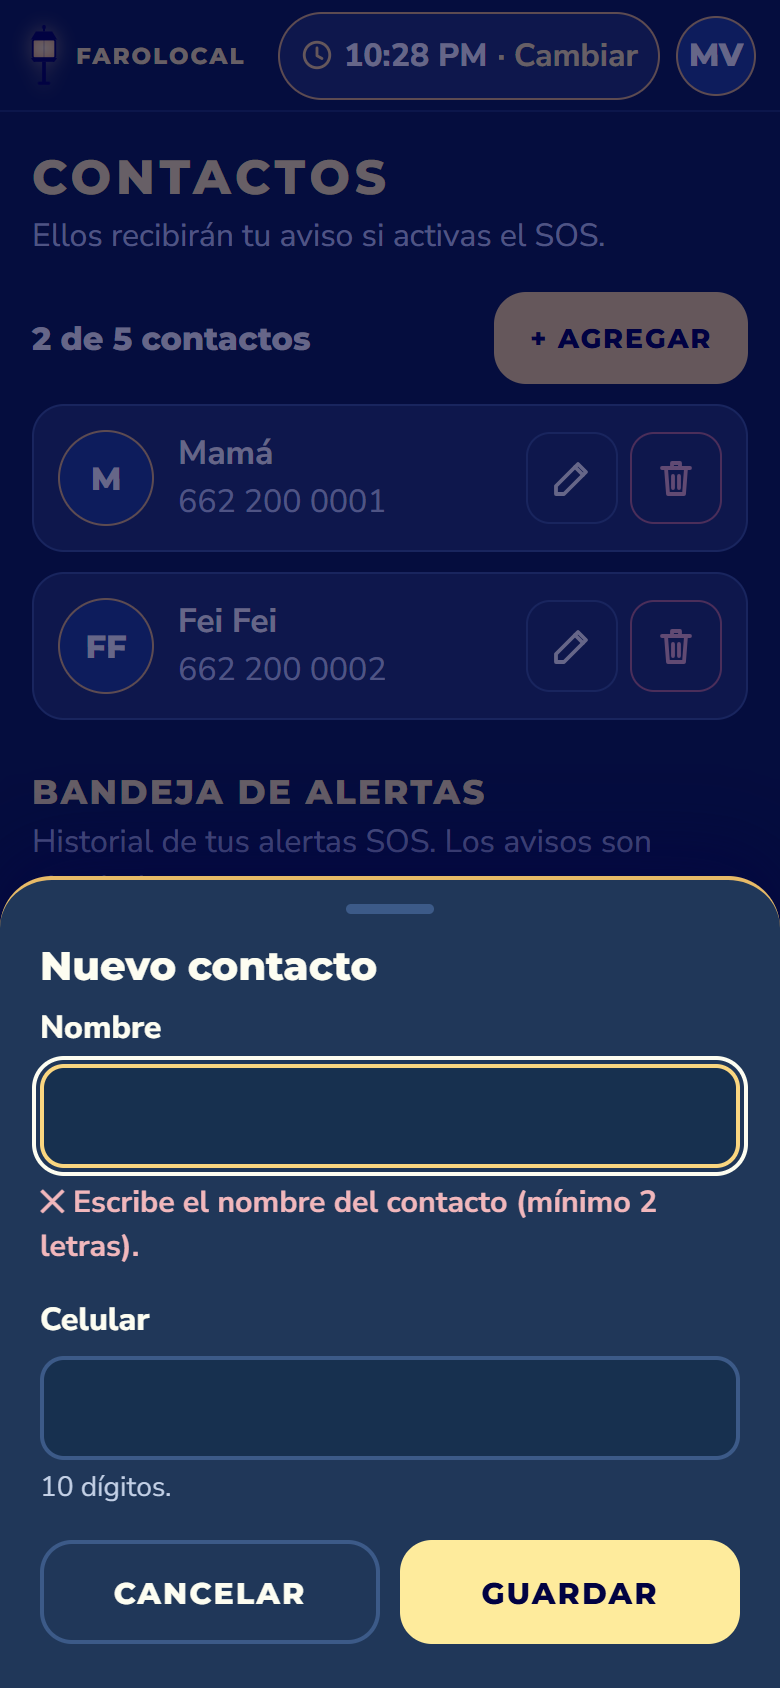 FAROLOCAL
10:28 PM · Cambiar
MV
CONTACTOS
Ellos recibirán tu aviso si activas el SOS.
2 de 5 contactos
+ AGREGAR
M
Mamá
662 200 0001
FF
Fei Fei
662 200 0002
BANDEJA DE ALERTAS
Historial de tus alertas SOS. Los avisos son
Nuevo contacto
Nombre
✕ Escribe el nombre del contacto (mínimo 2
letras).
Celular
10 dígitos.
CANCELAR
GUARDAR